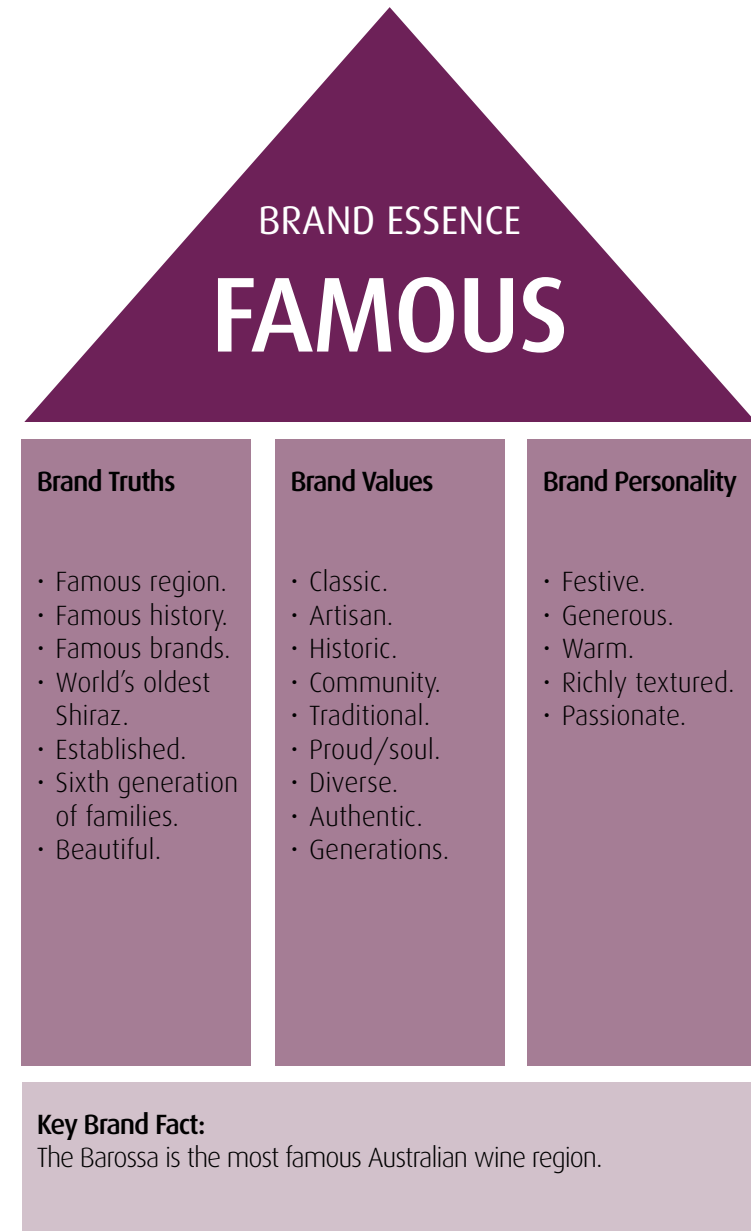 BRAND ESSENCE
FAMOUS
Brand Truths
· Famous region.
· Famous history.
· Famous brands.
· World’s oldest
Shiraz.
· Established.
· Sixth generation
of families.
· Beautiful.
Brand Values
· Classic.
· Artisan.
· Historic.
· Community.
· Traditional.
· Proud/soul.
· Diverse.
· Authentic.
· Generations.
Brand Personality
· Festive.
· Generous.
· Warm.
· Richly textured.
· Passionate.
Key Brand Fact:
The Barossa is the most famous Australian wine region.